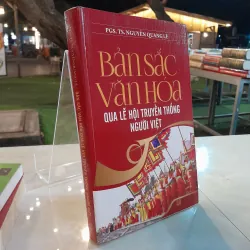 PGS. TS. NGUYỄN QUANG LÊ
BẢN SẮC
VĂN HÓA
QUA LỄ HỘI TRUYỀN THỐNG
NGƯỜI VIỆT